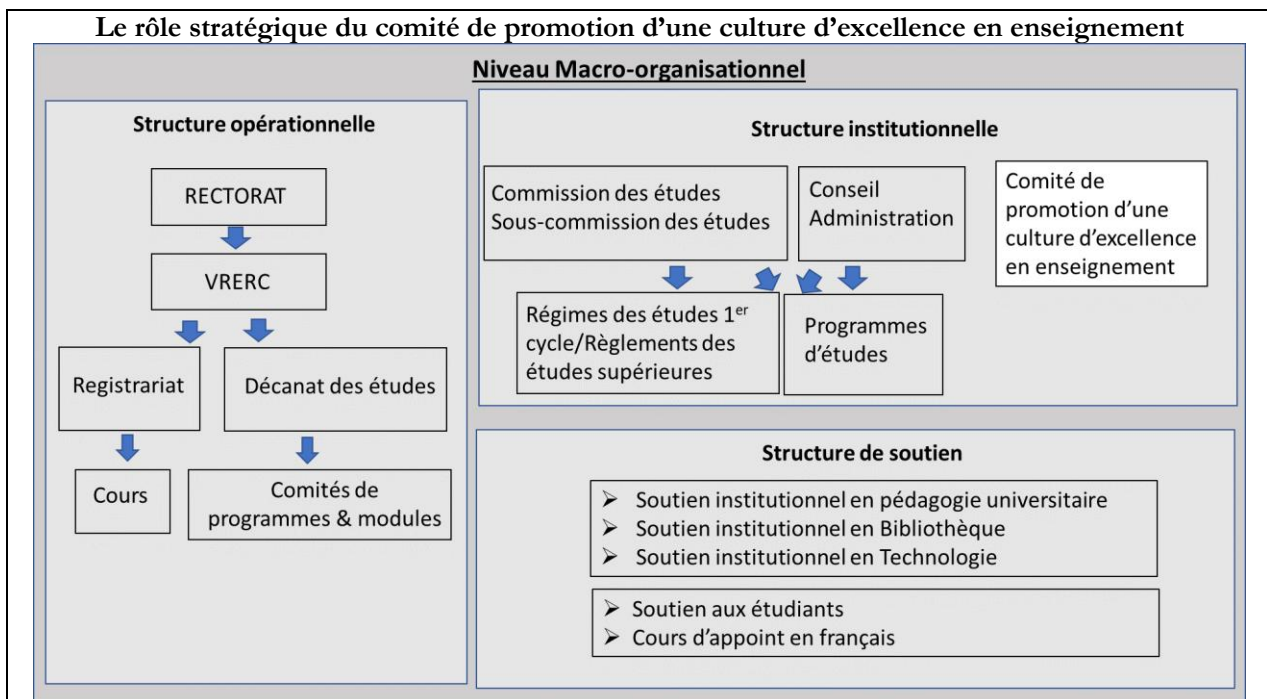 Le rôle stratégique du comité de promotion d'une culture d'excellence en enseignement
Niveau Macro-organisationnel
Structure opérationnelle
RECTORAT
VRERC
Registrariat
Décanat des études
Cours
Comités de
programmes & modules
Structure institutionnelle
Commission des études
Sous-commission des études
Conseil
Administration
Comité de
promotion d'une
culture d'excellence
en enseignement
Régimes des études 1er
cycle/Règlements des
études supérieures
Programmes
d'études
Structure de soutien
➢ Soutien institutionnel en pédagogie universitaire
➢ Soutien institutionnel en Bibliothèque
➢ Soutien institutionnel en Technologie
➢ Soutien aux étudiants
➢ Cours d'appoint en français